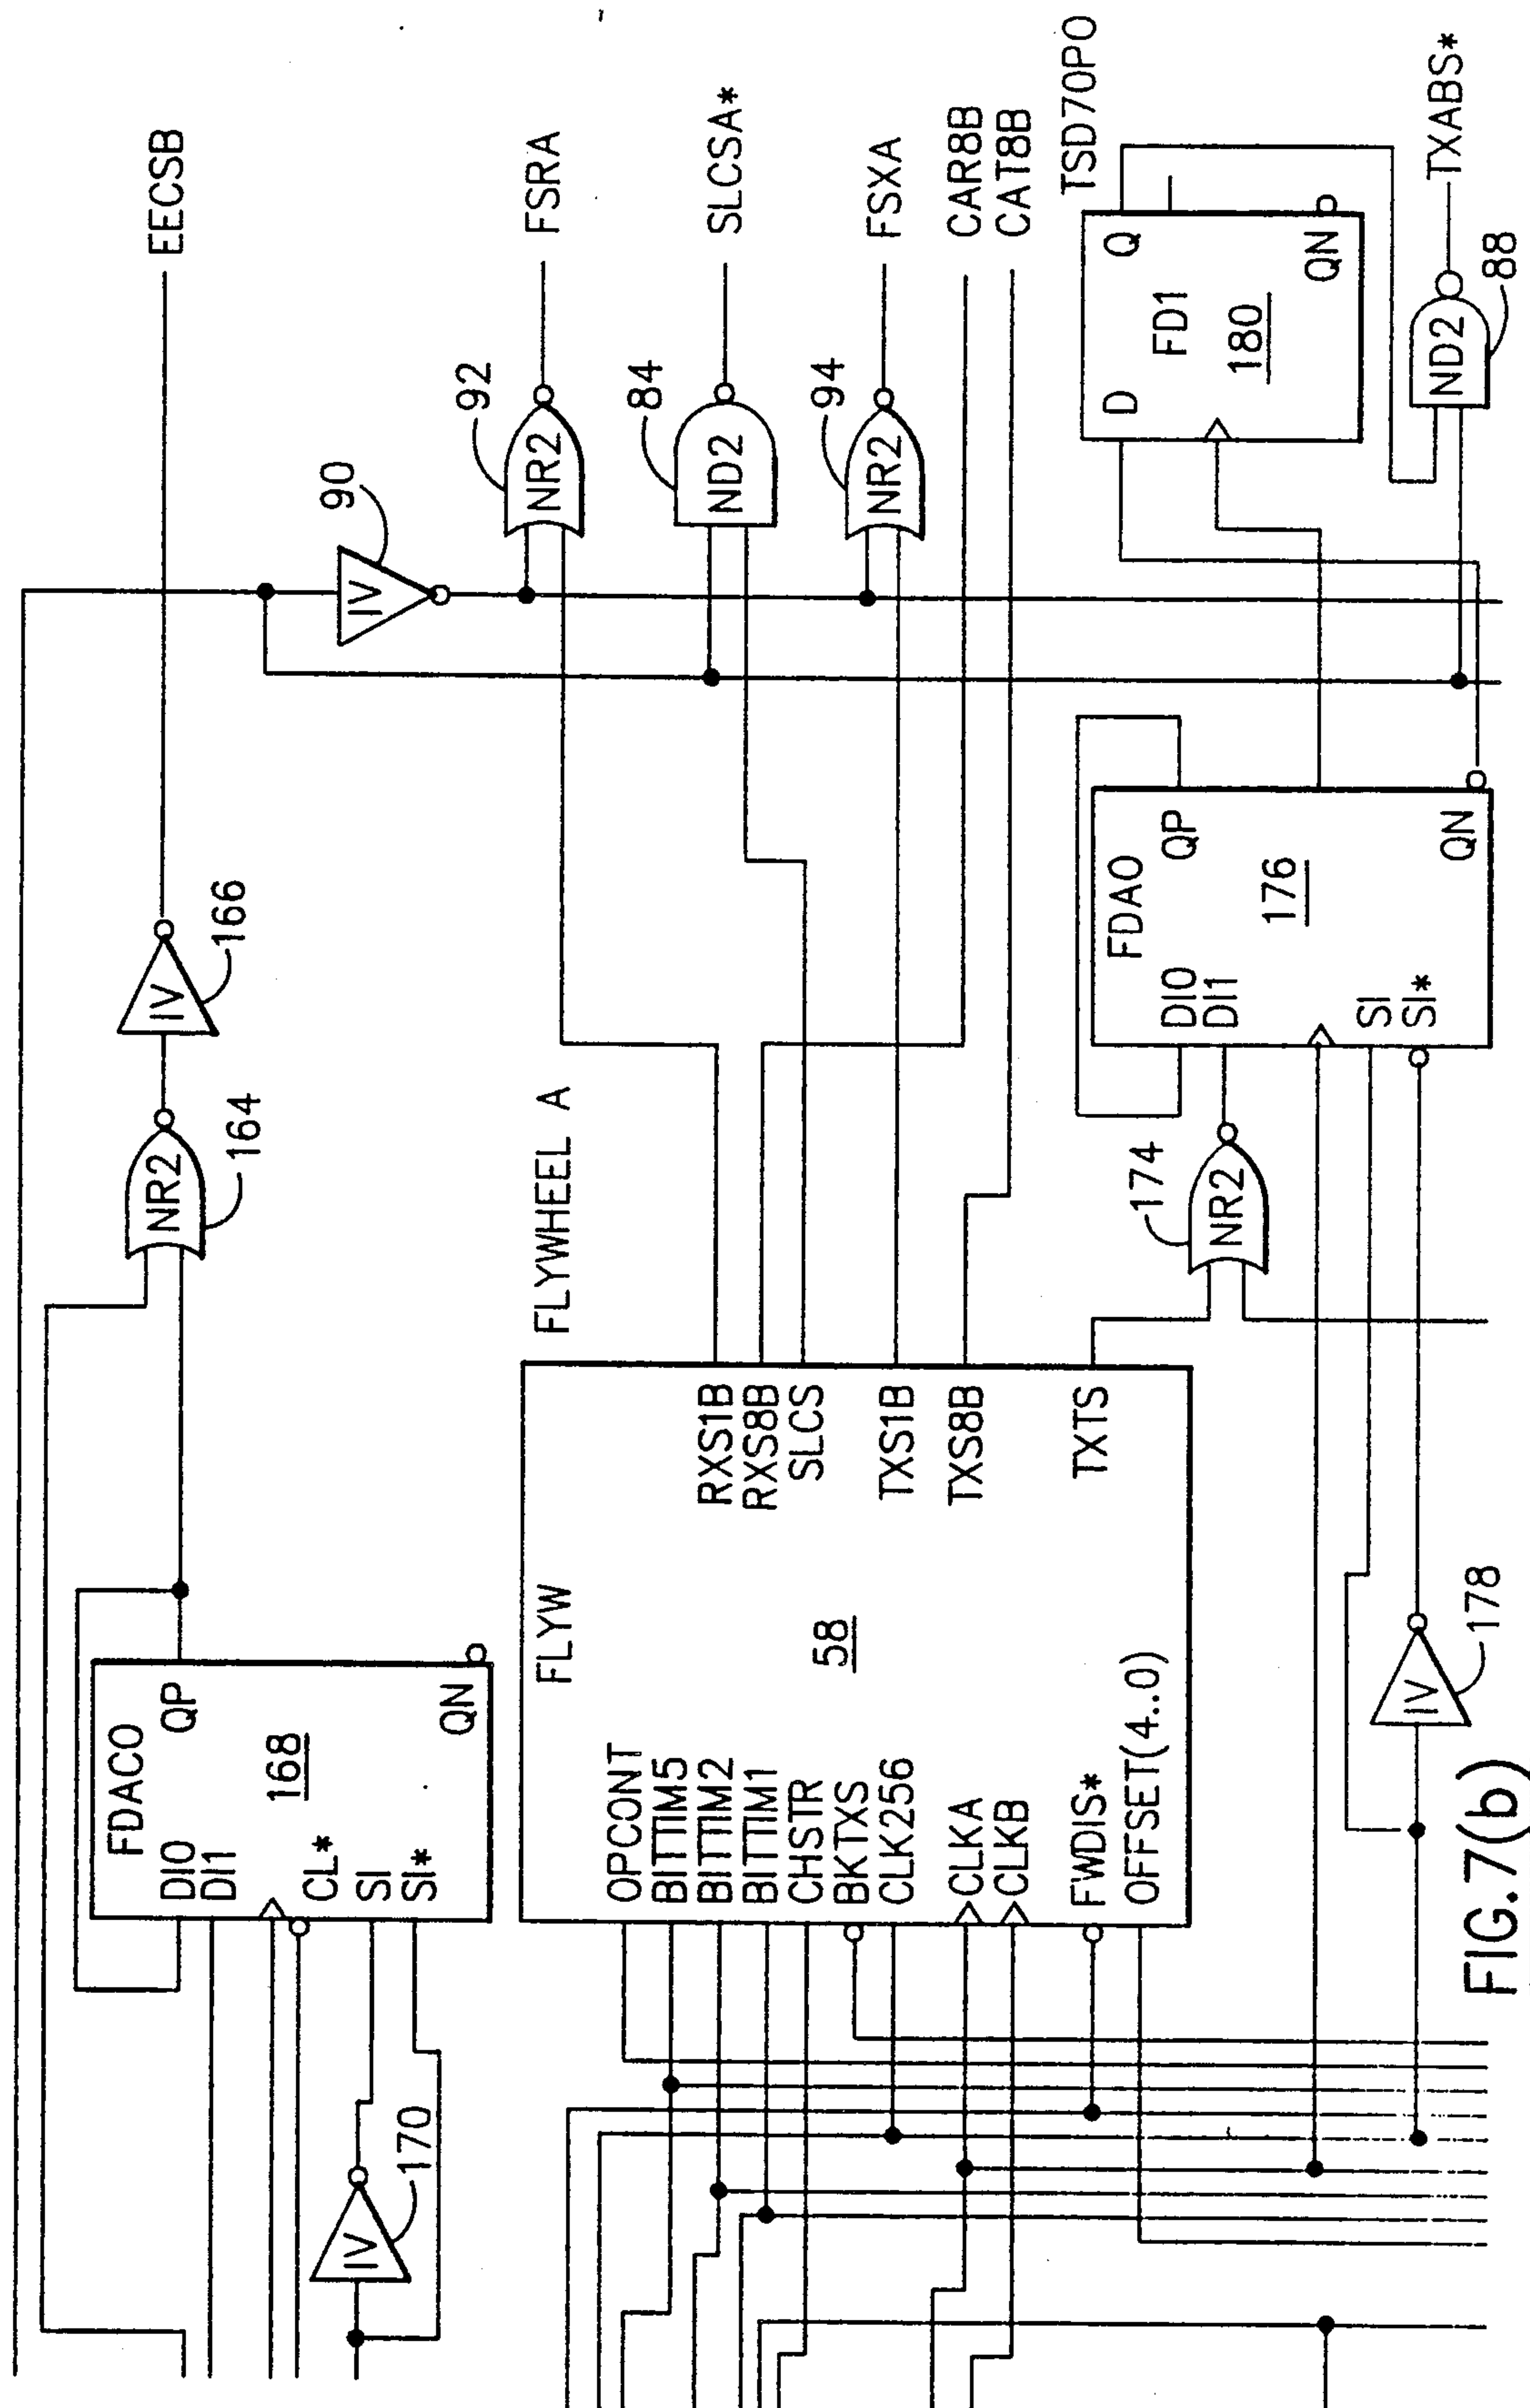 EECSB
IV
166
NR2
164
FDACO
168
DI0
DI1
CL*
SI
SI*
QP
QN
IV
170
IV
90
NR2
92
FSRA
ND2
84
SLCSA*
NR2
94
FSXA
CAR8B
CAT8B
FLYWHEEL A
FLYW
58
OPCONT
BITTIM5
BITTIM2
BITTIM1
CHSTR
BKTXS
CLK256
CLKA
CLKB
FWDIS*
OFFSET(4..0)
RXS1B
RXS8B
SLCS
TXS1B
TXS8B
TXTS
NR2
174
FDAO
176
DI0
DI1
SI
SI*
QP
QN
IV
178
TSD70P0
D
Q
FD1
180
QN
ND2
88
TXABS*
FIG.7(b)